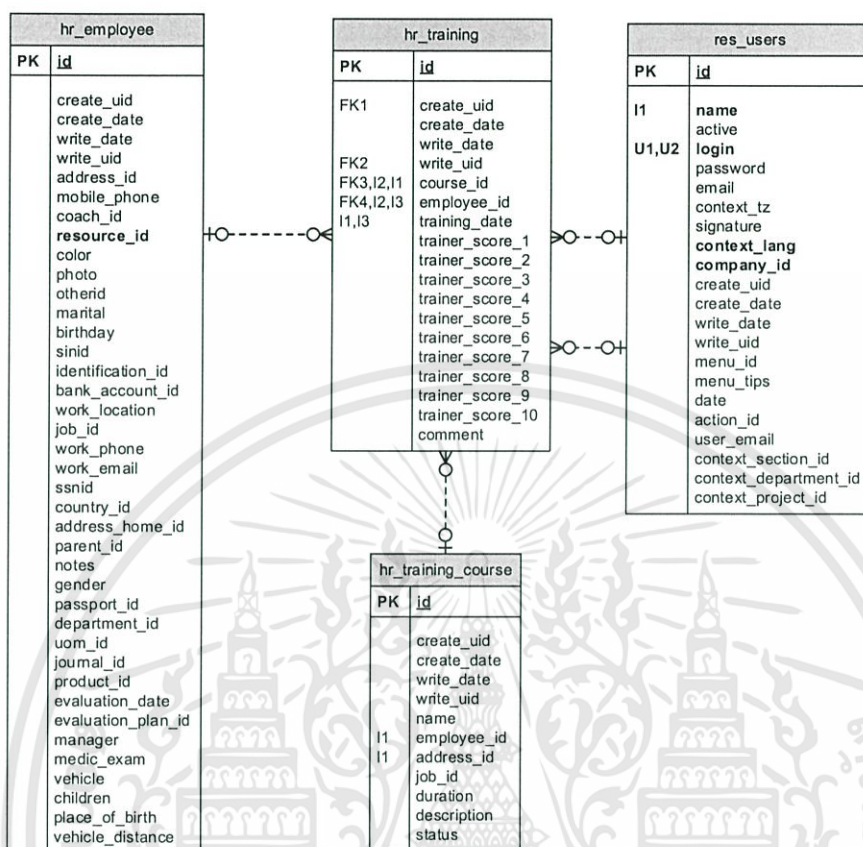 hr_employee
PK id
create_uid
create_date
write_date
write_uid
address_id
mobile_phone
coach_id
resource_id
color
photo
otherid
marital
birthday
sinid
identification_id
bank_account_id
work_location
job_id
work_phone
work_email
ssnid
country_id
address_home_id
parent_id
notes
gender
passport_id
department_id
uom_id
journal_id
product_id
evaluation_date
evaluation_plan_id
manager
medic_exam
vehicle
children
place_of_birth
vehicle_distance
hr_training
PK id
FK1 create_uid
create_date
write_date
FK2 write_uid
FK3,I2,I1 course_id
FK4,I2,I3 employee_id
I1,I3 training_date
trainer_score_1
trainer_score_2
trainer_score_3
trainer_score_4
trainer_score_5
trainer_score_6
trainer_score_7
trainer_score_8
trainer_score_9
trainer_score_10
comment
res_users
PK id
I1 name
active
U1,U2 login
password
email
context_tz
signature
context_lang
company_id
create_uid
create_date
write_date
write_uid
menu_id
menu_tips
date
action_id
user_email
context_section_id
context_department_id
context_project_id
hr_training_course
PK id
create_uid
create_date
write_date
write_uid
name
I1 employee_id
I1 address_id
job_id
duration
description
status